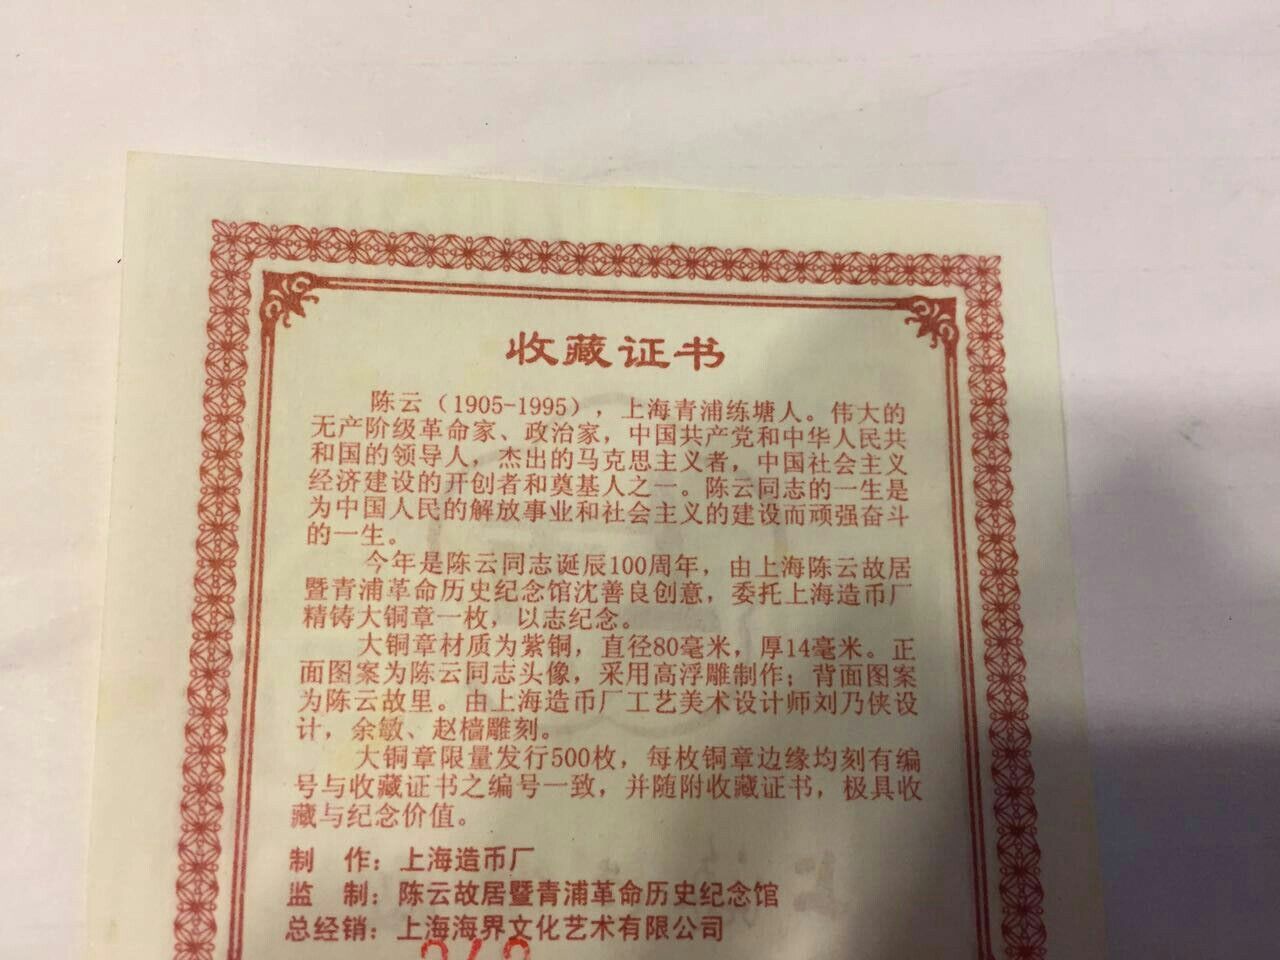 收藏证书
陈云（1905-1995），上海青浦练塘人。伟大的
无产阶级革命家、政治家，中国共产党和中华人民共
和国的领导人，杰出的马克思主义者，中国社会主义
经济建设的开创者和奠基人之一。陈云同志的一生是
为中国人民的解放事业和社会主义的建设而顽强奋斗
的一生。
今年是陈云同志诞辰100周年，由上海陈云故居
暨青浦革命历史纪念馆沈善良创意，委托上海造币厂
精铸大铜章一枚，以志纪念。
大铜章材质为紫铜，直径80毫米，厚14毫米。正
面图案为陈云同志头像，采用高浮雕制作；背面图案
为陈云故里。由上海造币厂工艺美术设计师刘乃侠设
计，余敏、赵樯雕刻。
大铜章限量发行500枚，每枚铜章边缘均刻有编
号与收藏证书之编号一致，并随附收藏证书，极具收
藏与纪念价值。
制 作：上海造币厂
监 制：陈云故居暨青浦革命历史纪念馆
总经销：上海海界文化艺术有限公司